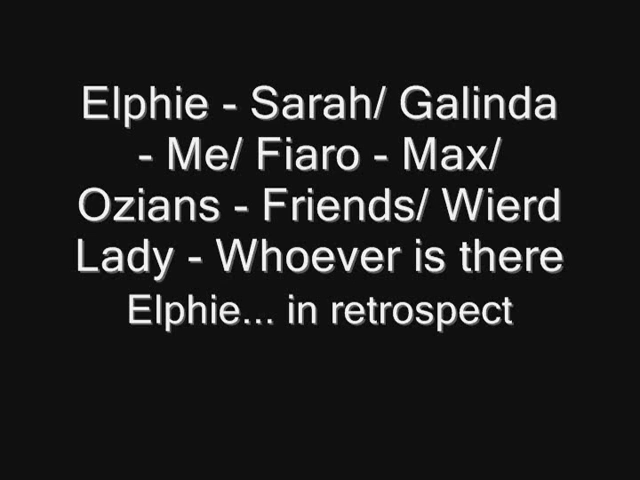 Elphie - Sarah/ Galinda
- Me/ Fiaro - Max/
Ozians - Friends/ Wierd
Lady - Whoever is there
Elphie... in retrospect